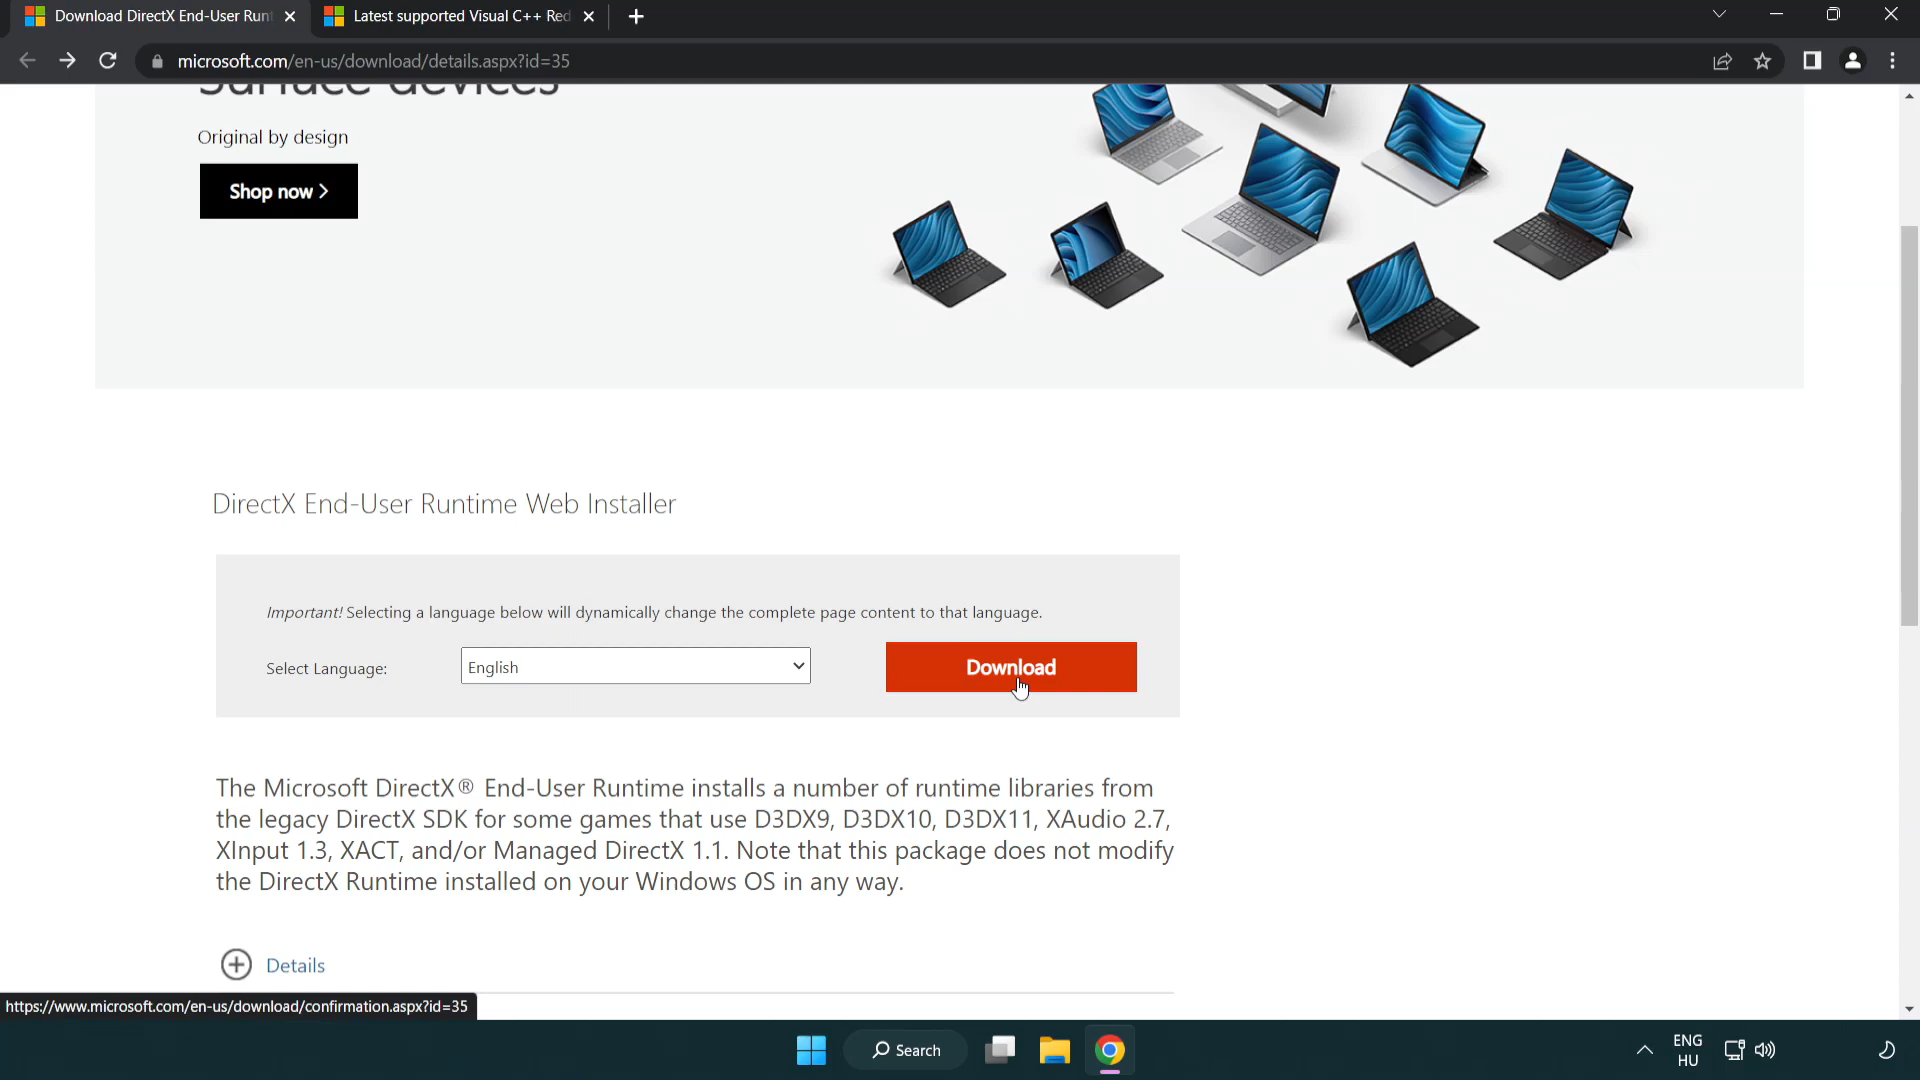 Download DirectX End-User Runt
Latest supported Visual C++ Red
microsoft.com/en-us/download/details.aspx?id=35
Surface devices
Original by design
Shop now
DirectX End-User Runtime Web Installer
Important! Selecting a language below will dynamically change the complete page content to that language.
Select Language:
English
Download
The Microsoft DirectX® End-User Runtime installs a number of runtime libraries from
the legacy DirectX SDK for some games that use D3DX9, D3DX10, D3DX11, XAudio 2.7,
XInput 1.3, XACT, and/or Managed DirectX 1.1. Note that this package does not modify
the DirectX Runtime installed on your Windows OS in any way.
Details
https://www.microsoft.com/en-us/download/confirmation.aspx?id=35
Search
ENG
HU